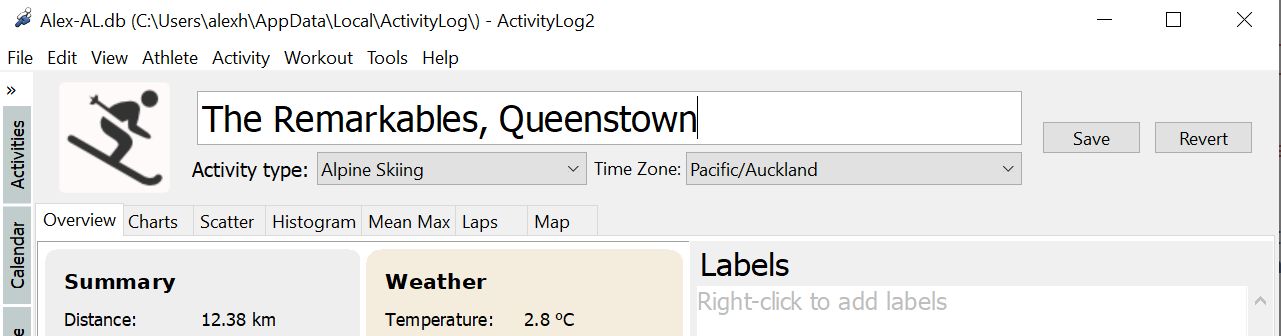 Alex-AL.db (C:\Users\alexh\AppData\Local\ActivityLog\) - ActivityLog2
File Edit View Athlete Activity Workout Tools Help
»
The Remarkables, Queenstown
Save Revert
Activity type: Alpine Skiing Time Zone: Pacific/Auckland
Activities
Calendar
Overview Charts Scatter Histogram Mean Max Laps Map
Summary
Distance: 12.38 km
Weather
Temperature: 2.8 ºC
Labels
Right-click to add labels